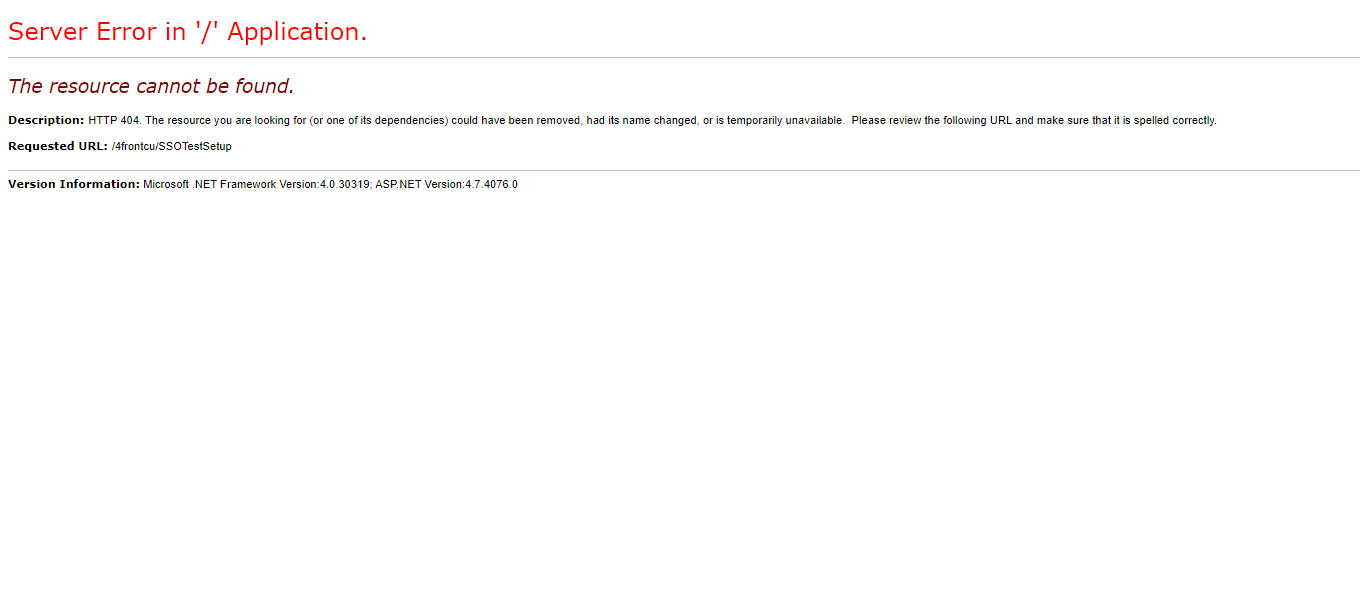 Server Error in '/' Application.
The resource cannot be found.
Description: HTTP 404. The resource you are looking for (or one of its dependencies) could have been removed, had its name changed, or is temporarily unavailable.  Please review the following URL and make sure that it is spelled correctly.
Requested URL: /4frontcu/SSOTestSetup
Version Information: Microsoft .NET Framework Version:4.0.30319; ASP.NET Version:4.7.4076.0